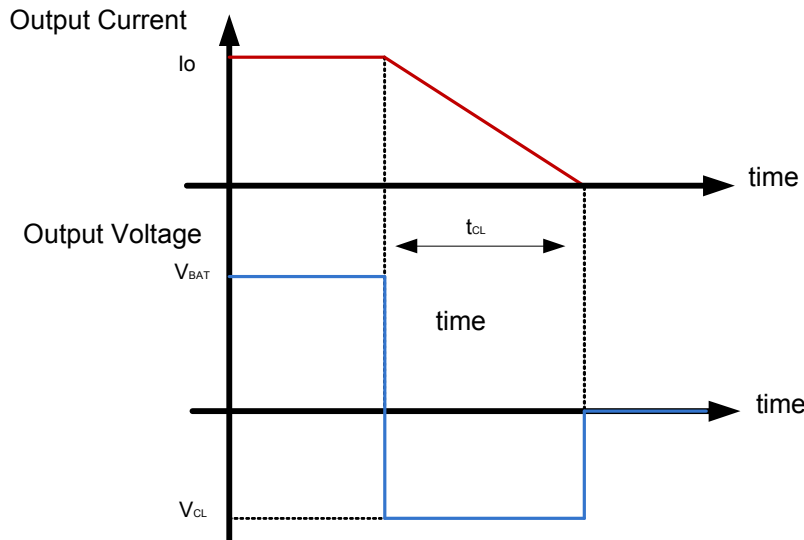 Output Current
Io
time
Output Voltage
tCL
VBAT
time
time
VCL